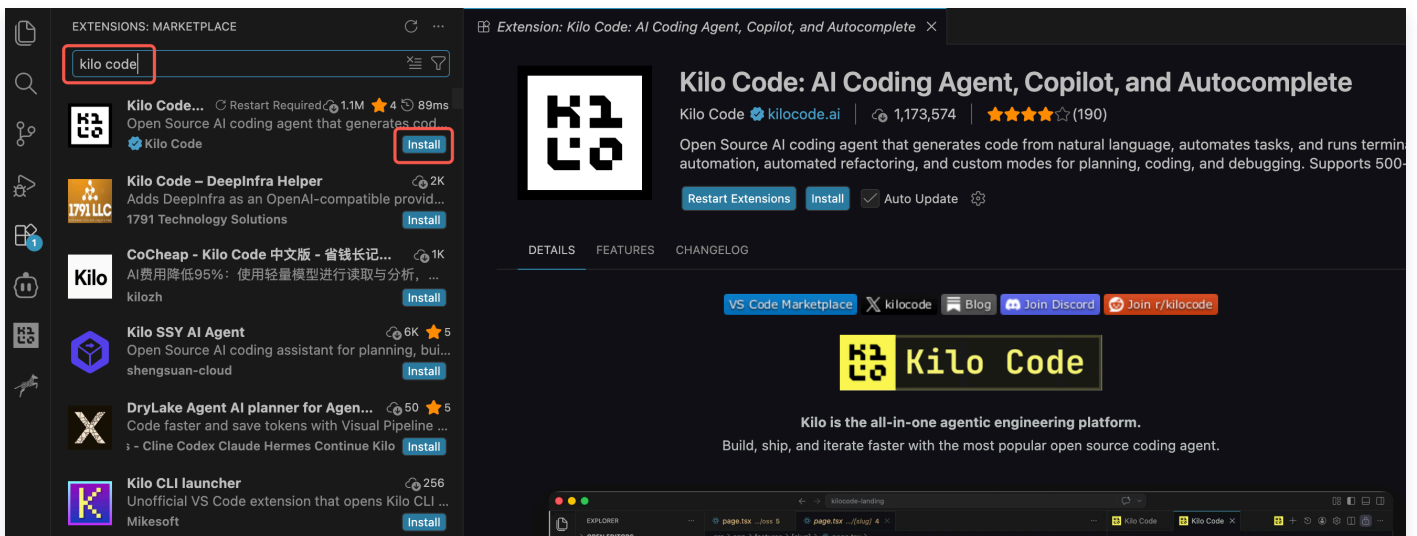 EXTENSIONS: MARKETPLACE
kilo code
Kilo Code... Restart Required 1.1M 4 89ms
Open Source AI coding agent that generates cod...
Kilo Code Install
Kilo Code – DeepInfra Helper 2K
Adds DeepInfra as an OpenAI-compatible provid...
1791 LLC
1791 Technology Solutions Install
CoCheap - Kilo Code 中文版 - 省钱长记... 1K
AI费用降低95%：使用轻量模型进行读取与分析，...
Kilo
kilozh Install
Kilo SSY AI Agent 6K 5
Open Source AI coding assistant for planning, bui...
shengsuan-cloud Install
DryLake Agent AI planner for Agen... 50 5
Code faster and save tokens with Visual Pipeline ...
s - Cline Codex Claude Hermes Continue Kilo Install
Kilo CLI launcher 256
Unofficial VS Code extension that opens Kilo CLI ...
Mikesoft Install
1
Extension: Kilo Code: AI Coding Agent, Copilot, and Autocomplete
Kilo Code: AI Coding Agent, Copilot, and Autocomplete
Kilo Code kilocode.ai 1,173,574 (190)
Open Source AI coding agent that generates code from natural language, automates tasks, and runs termin
automation, automated refactoring, and custom modes for planning, coding, and debugging. Supports 500-
Restart Extensions Install Auto Update
DETAILS FEATURES CHANGELOG
VS Code Marketplace X kilocode Blog Join Discord Join r/kilocode
Kilo Code
Kilo is the all-in-one agentic engineering platform.
Build, ship, and iterate faster with the most popular open source coding agent.
kilocode-landing
EXPLORER page.tsx .../oss 5 page.tsx .../[slug] 4 Kilo Code Kilo Code